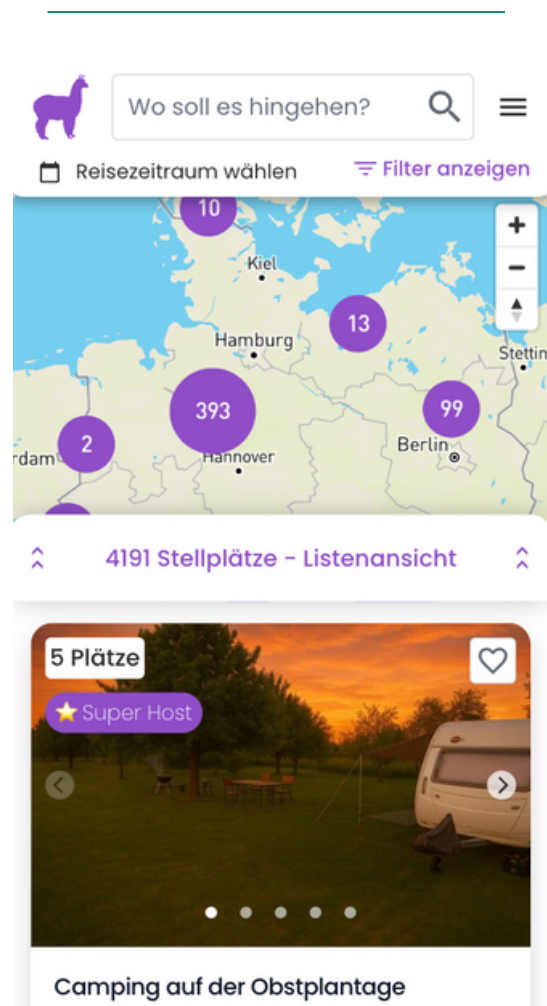 Wo soll es hingehen?
Reisezeitraum wählen
Filter anzeigen
10
Kiel
13
Hamburg
Stettin
393
99
2
Berlin
rdam
Hannover
4191 Stellplätze - Listenansicht
5 Plätze
Super Host
Camping auf der Obstplantage